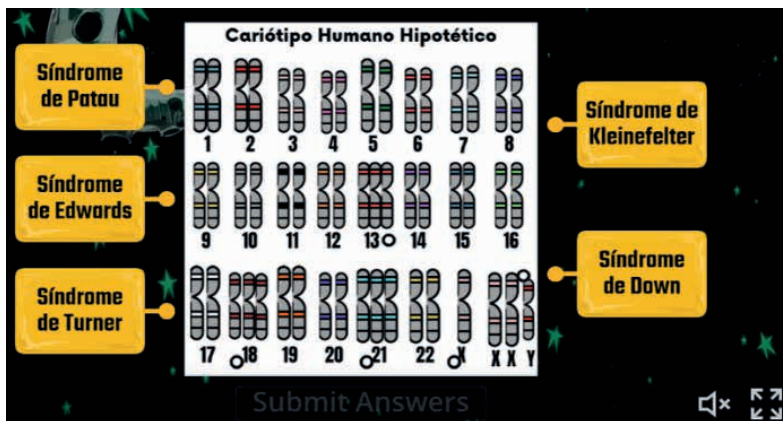 Cariótipo Humano Hipotético
Síndrome
de Patau
1 2 3 4 5 6 7 8
Síndrome de
Kleinefelter
Síndrome
de Edwards
9 10 11 12 13 14 15 16
Síndrome
de Down
Síndrome
de Turner
17 18 19 20 21 22 X X X Y
Submit Answers